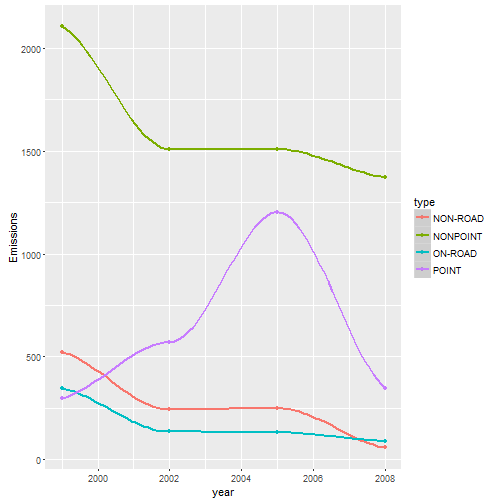 2000
1500
1000
500
0
Emissions
2000
2002
2004
2006
2008
year
type
NON-ROAD
NONPOINT
ON-ROAD
POINT